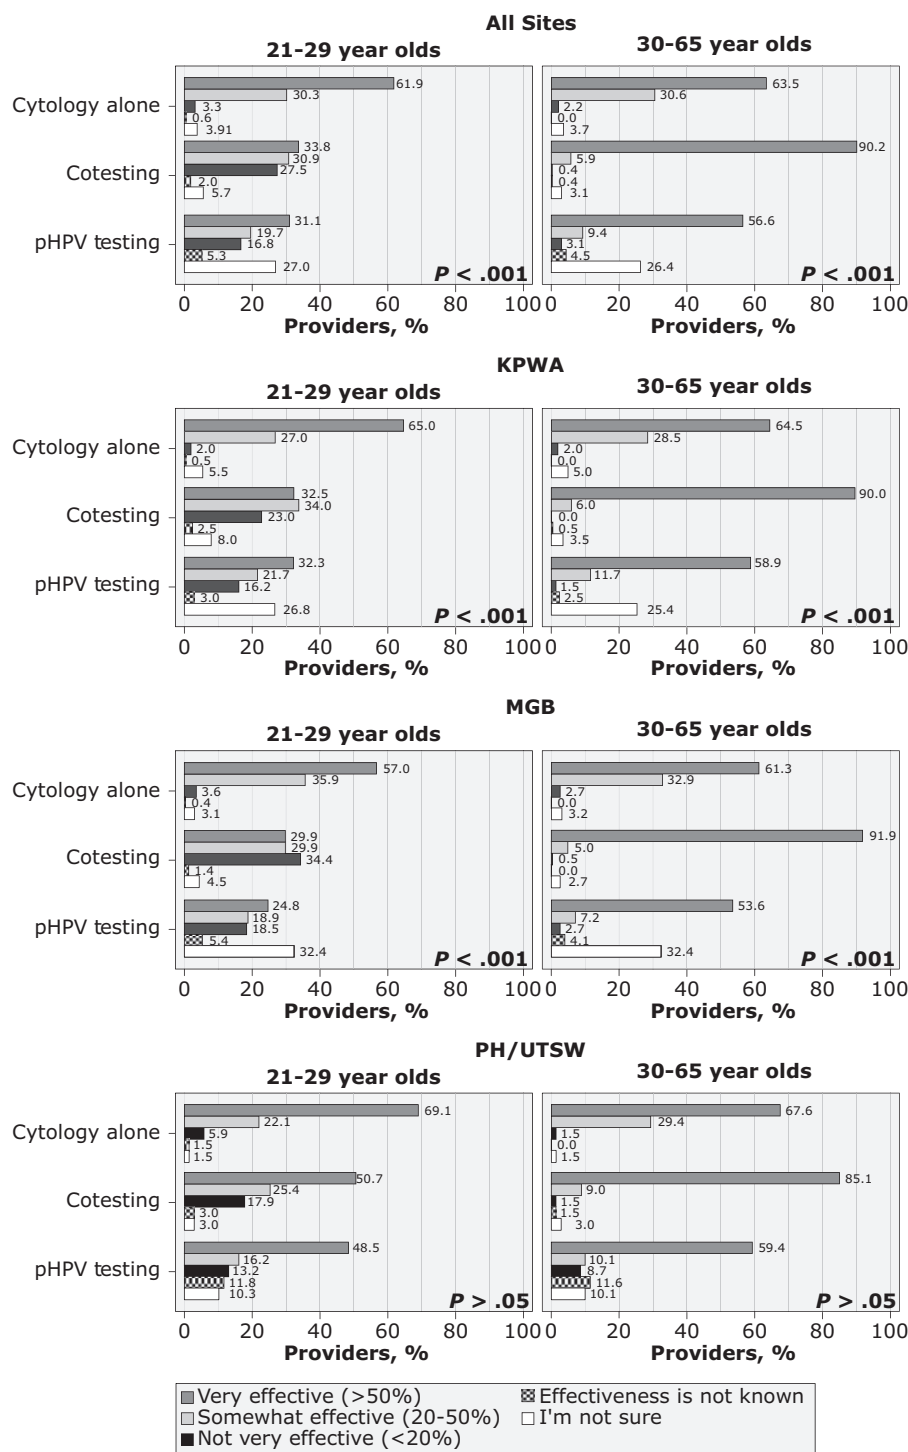 All Sites
21-29 year olds
30-65 year olds
Cytology alone
61.9
30.3
3.3
0.6
3.91
63.5
30.6
2.2
0.0
3.7
Cotesting
33.8
30.9
27.5
2.0
5.7
90.2
5.9
0.4
0.4
3.1
pHPV testing
31.1
19.7
16.8
5.3
27.0
56.6
9.4
3.1
4.5
26.4
P < .001
P < .001
0 20 40 60 80 100
0 20 40 60 80 100
Providers, %
Providers, %
KPWA
21-29 year olds
30-65 year olds
Cytology alone
65.0
27.0
2.0
0.5
5.5
64.5
28.5
2.0
0.0
5.0
Cotesting
32.5
34.0
23.0
2.5
8.0
90.0
6.0
0.0
0.5
3.5
pHPV testing
32.3
21.7
16.2
3.0
26.8
58.9
11.7
1.5
2.5
25.4
P < .001
P < .001
0 20 40 60 80 100
0 20 40 60 80 100
Providers, %
Providers, %
MGB
21-29 year olds
30-65 year olds
Cytology alone
57.0
35.9
3.6
0.4
3.1
61.3
32.9
2.7
0.0
3.2
Cotesting
29.9
29.9
34.4
1.4
4.5
91.9
5.0
0.5
0.0
2.7
pHPV testing
24.8
18.9
18.5
5.4
32.4
53.6
7.2
2.7
4.1
32.4
P < .001
P < .001
0 20 40 60 80 100
0 20 40 60 80 100
Providers, %
Providers, %
PH/UTSW
21-29 year olds
30-65 year olds
Cytology alone
69.1
22.1
5.9
1.5
1.5
67.6
29.4
1.5
0.0
1.5
Cotesting
50.7
25.4
17.9
3.0
3.0
85.1
9.0
1.5
1.5
3.0
pHPV testing
48.5
16.2
13.2
11.8
10.3
59.4
10.1
8.7
11.6
10.1
P > .05
P > .05
0 20 40 60 80 100
0 20 40 60 80 100
Providers, %
Providers, %
Very effective (>50%)
Effectiveness is not known
Somewhat effective (20-50%)
I'm not sure
Not very effective (<20%)